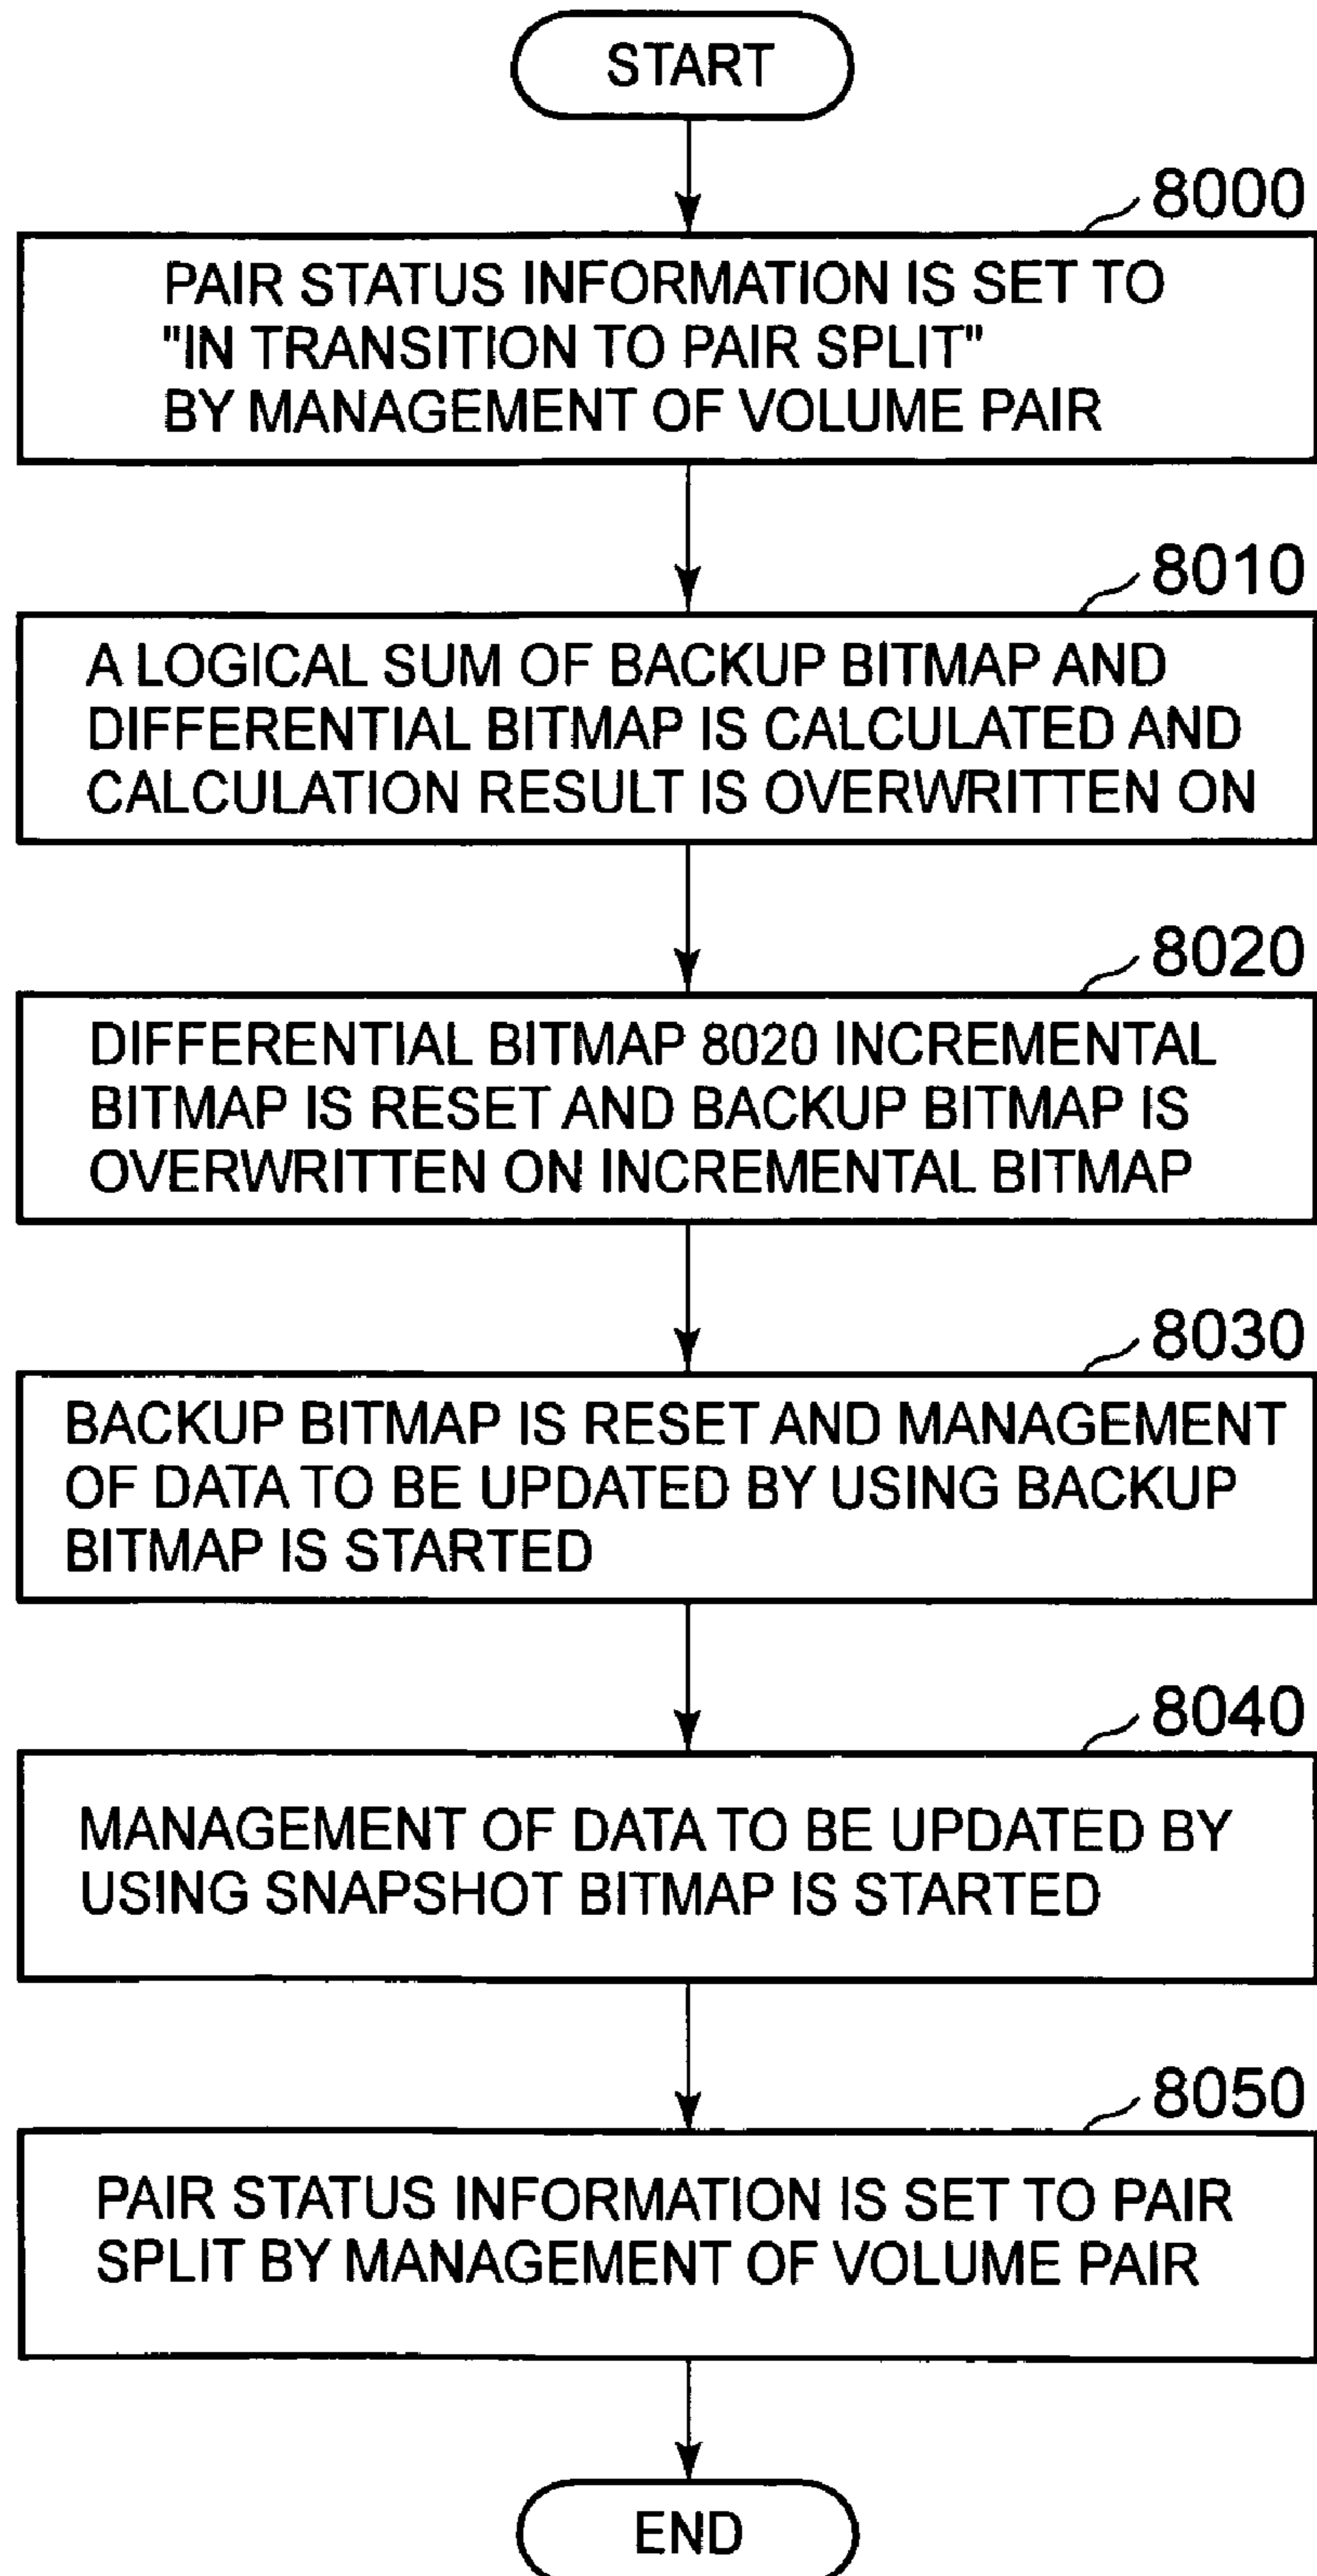 START
8000
PAIR STATUS INFORMATION IS SET TO
"IN TRANSITION TO PAIR SPLIT"
BY MANAGEMENT OF VOLUME PAIR
8010
A LOGICAL SUM OF BACKUP BITMAP AND
DIFFERENTIAL BITMAP IS CALCULATED AND
CALCULATION RESULT IS OVERWRITTEN ON
8020
DIFFERENTIAL BITMAP 8020 INCREMENTAL
BITMAP IS RESET AND BACKUP BITMAP IS
OVERWRITTEN ON INCREMENTAL BITMAP
8030
BACKUP BITMAP IS RESET AND MANAGEMENT
OF DATA TO BE UPDATED BY USING BACKUP
BITMAP IS STARTED
8040
MANAGEMENT OF DATA TO BE UPDATED BY
USING SNAPSHOT BITMAP IS STARTED
8050
PAIR STATUS INFORMATION IS SET TO PAIR
SPLIT BY MANAGEMENT OF VOLUME PAIR
END